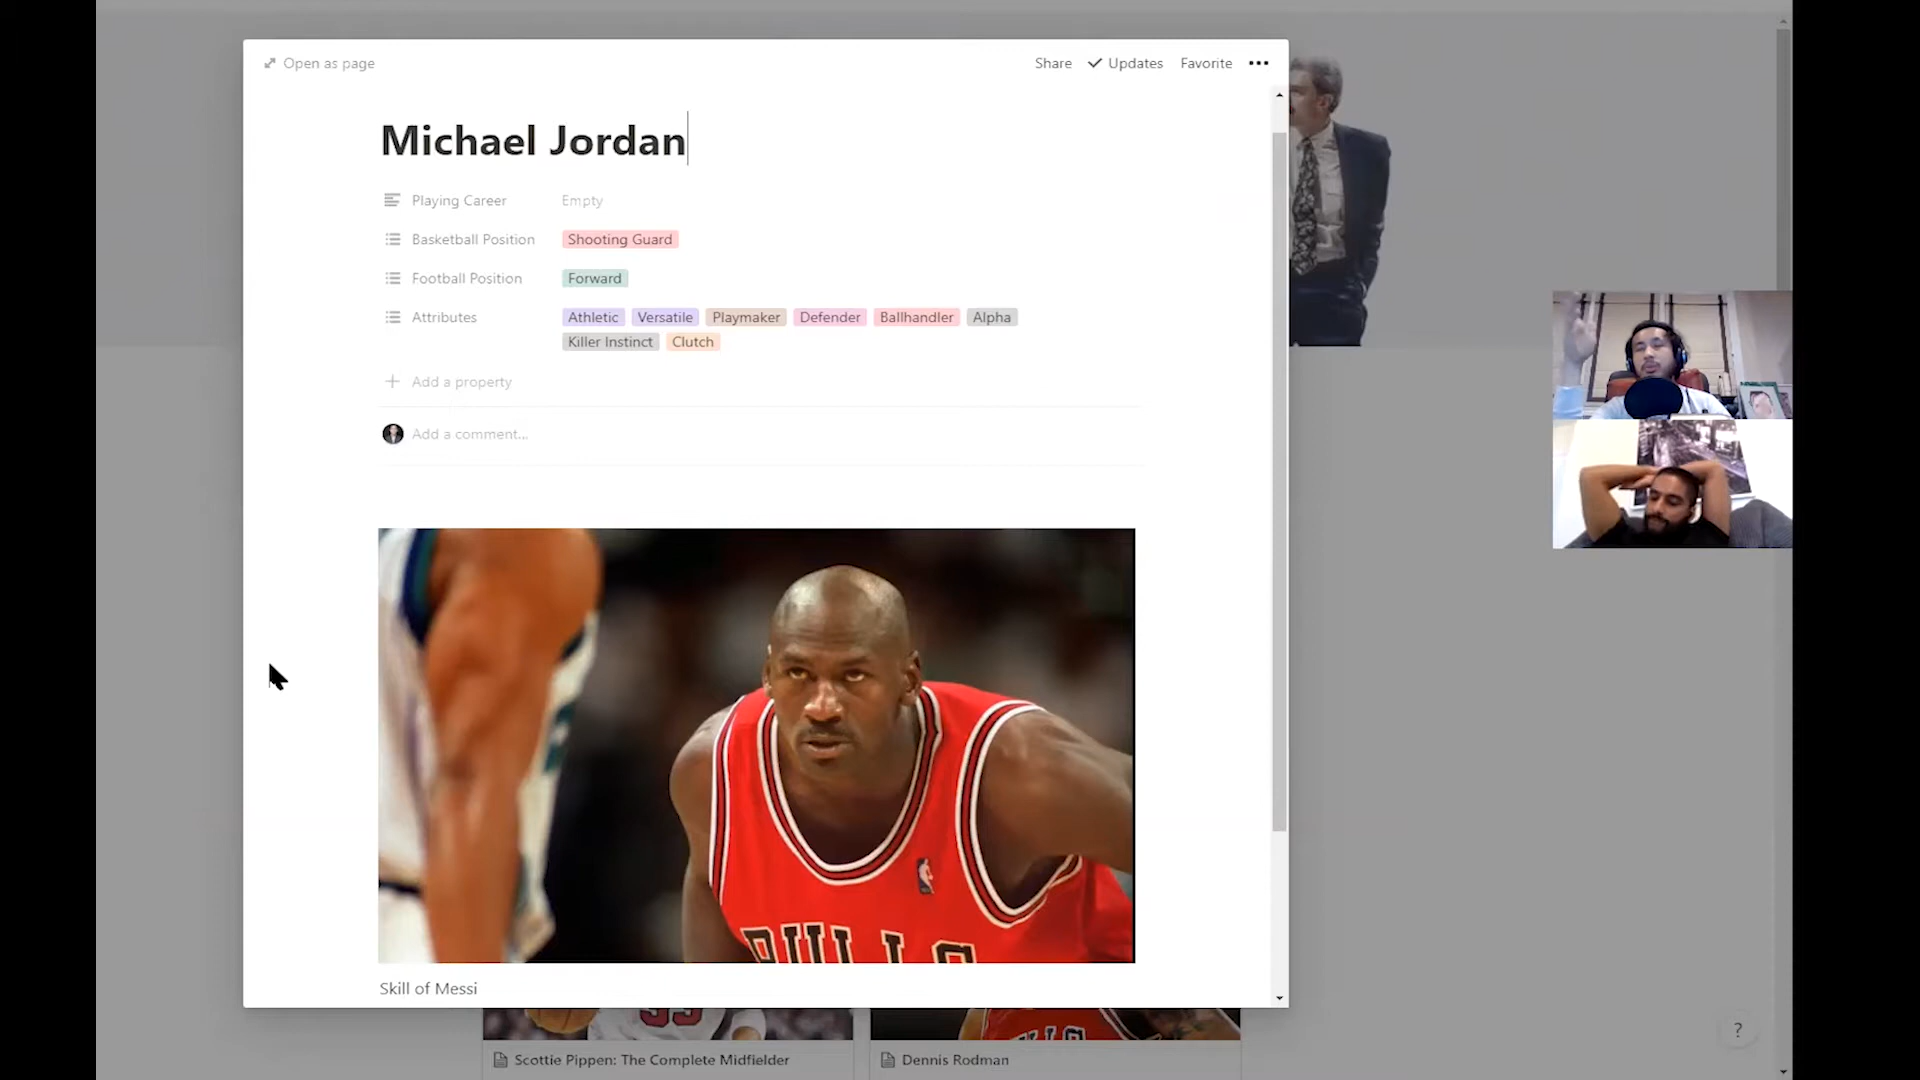 Open as page
Share Updates Favorite •••
Michael Jordan
Playing Career Empty
Basketball Position Shooting Guard
Football Position Forward
Attributes Athletic Versatile Playmaker Defender Ballhandler Alpha
Killer Instinct Clutch
Add a property
Add a comment...
BULLS
Skill of Messi
33
Scottie Pippen: The Complete Midfielder
Dennis Rodman
?